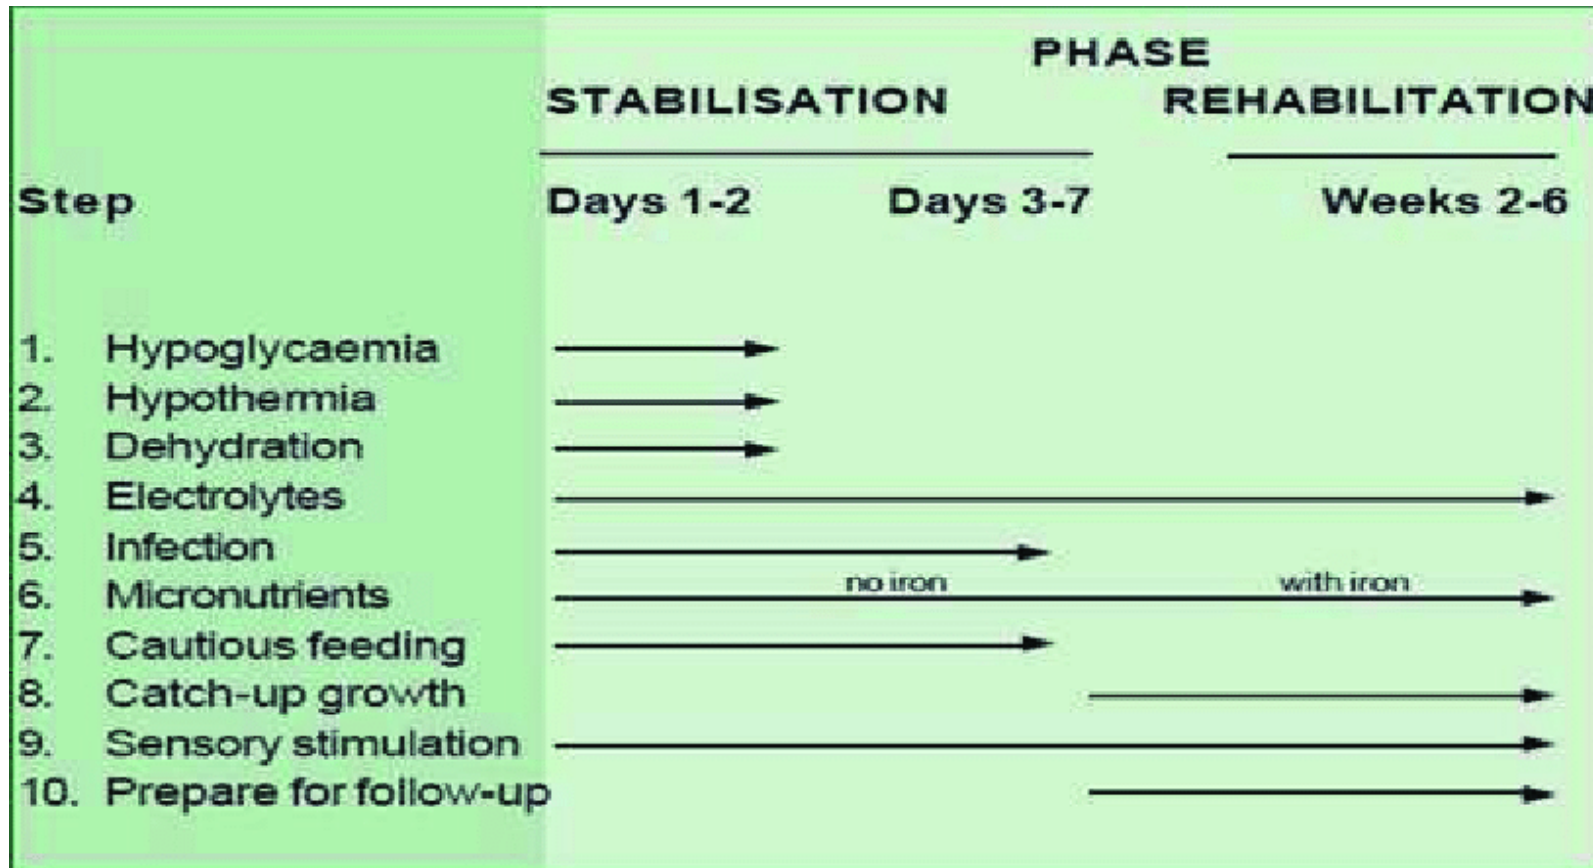 PHASE
STABILISATION REHABILITATION
Step Days 1-2 Days 3-7 Weeks 2-6
1. Hypoglycaemia
2. Hypothermia
3. Dehydration
4. Electrolytes
5. Infection
no iron with iron
6. Micronutrients
7. Cautious feeding
8. Catch-up growth
9. Sensory stimulation
10. Prepare for follow-up